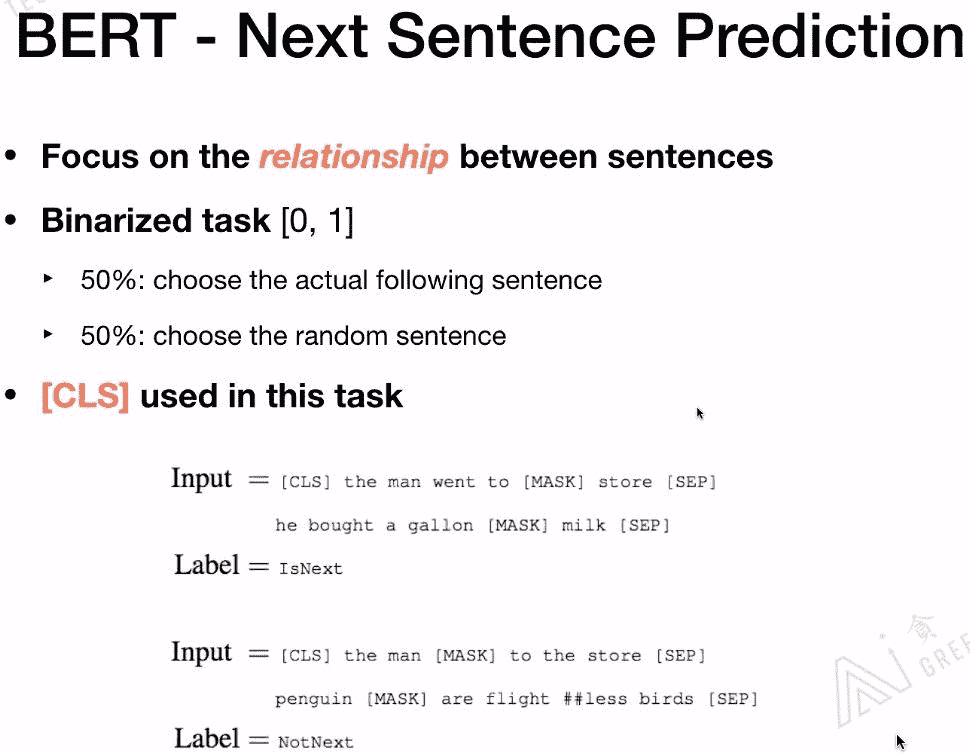 BERT - Next Sentence Prediction
• Focus on the relationship between sentences
• Binarized task [0, 1]
‣ 50%: choose the actual following sentence
‣ 50%: choose the random sentence
• [CLS] used in this task
Input = [CLS] the man went to [MASK] store [SEP]
he bought a gallon [MASK] milk [SEP]
Label = IsNext
Input = [CLS] the man [MASK] to the store [SEP]
penguin [MASK] are flight ##less birds [SEP]
Label = NotNext